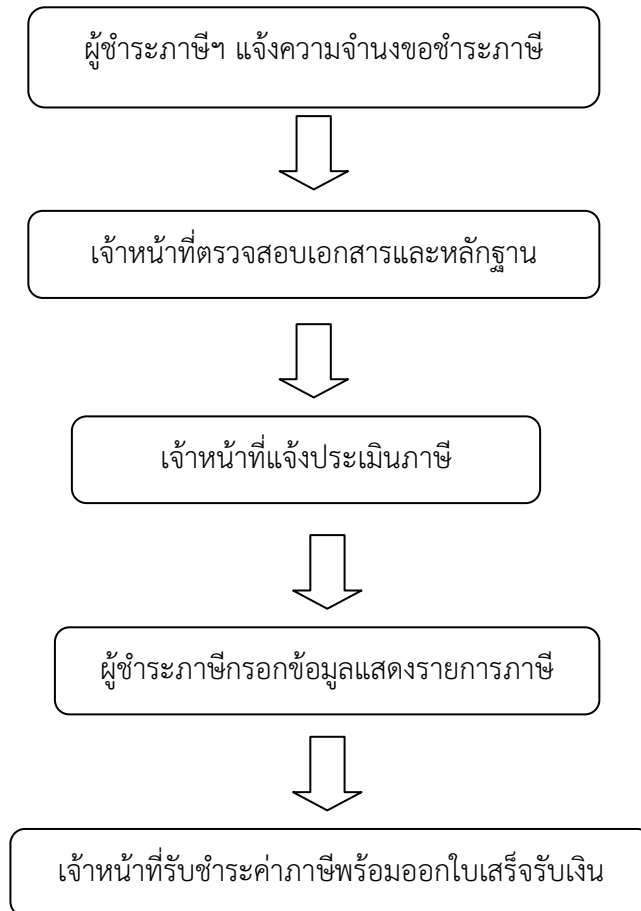 ผู้ชำระภาษีฯ แจ้งความจำนงขอชำระภาษี
เจ้าหน้าที่ตรวจสอบเอกสารและหลักฐาน
เจ้าหน้าที่แจ้งประเมินภาษี
ผู้ชำระภาษีกรอกข้อมูลแสดงรายการภาษี
เจ้าหน้าที่รับชำระค่าภาษีพร้อมออกใบเสร็จรับเงิน